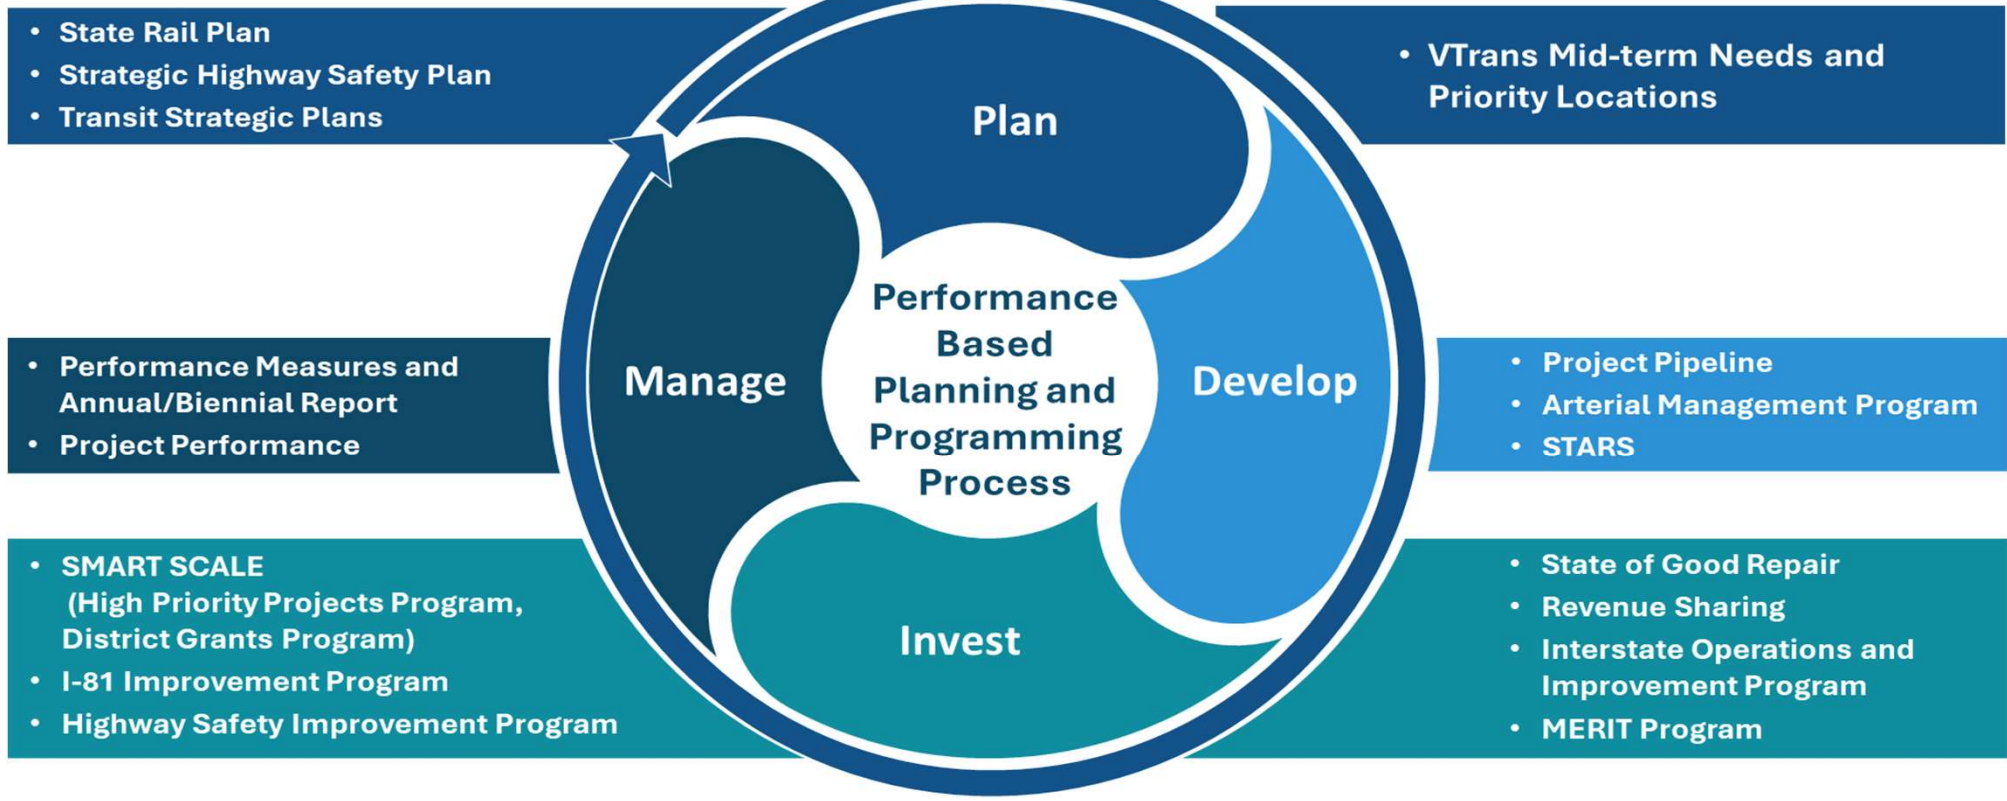 • State Rail Plan
• Strategic Highway Safety Plan
• Transit Strategic Plans
Plan
• VTrans Mid-term Needs and
Priority Locations
• Performance Measures and
Annual/Biennial Report
• Project Performance
Manage
Performance
Based
Planning and
Programming
Process
Develop
• Project Pipeline
• Arterial Management Program
• STARS
• SMART SCALE
(High Priority Projects Program,
District Grants Program)
• I-81 Improvement Program
• Highway Safety Improvement Program
Invest
• State of Good Repair
• Revenue Sharing
• Interstate Operations and
Improvement Program
• MERIT Program